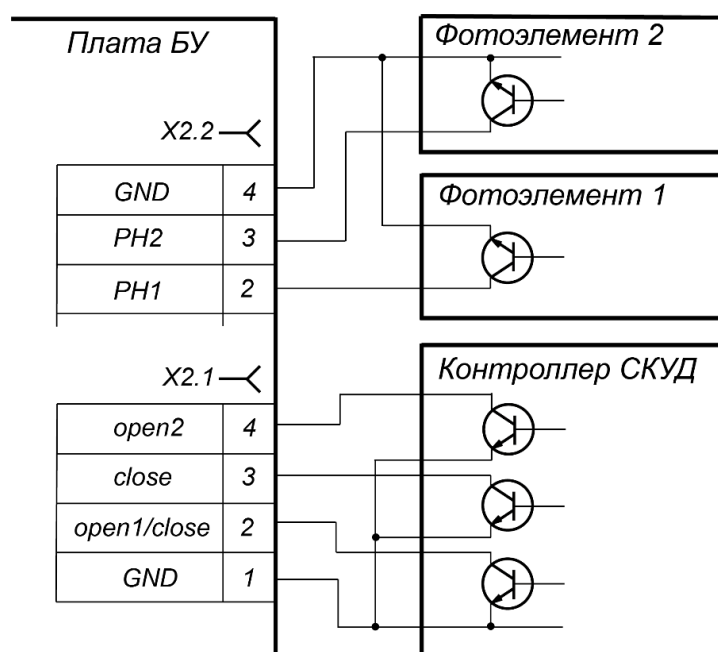 Плата БУ
Фотоэлемент 2
X2.2
GND 4
PH2 3
PH1 2
Фотоэлемент 1
X2.1
open2 4
close 3
open1/close 2
GND 1
Контроллер СКУД